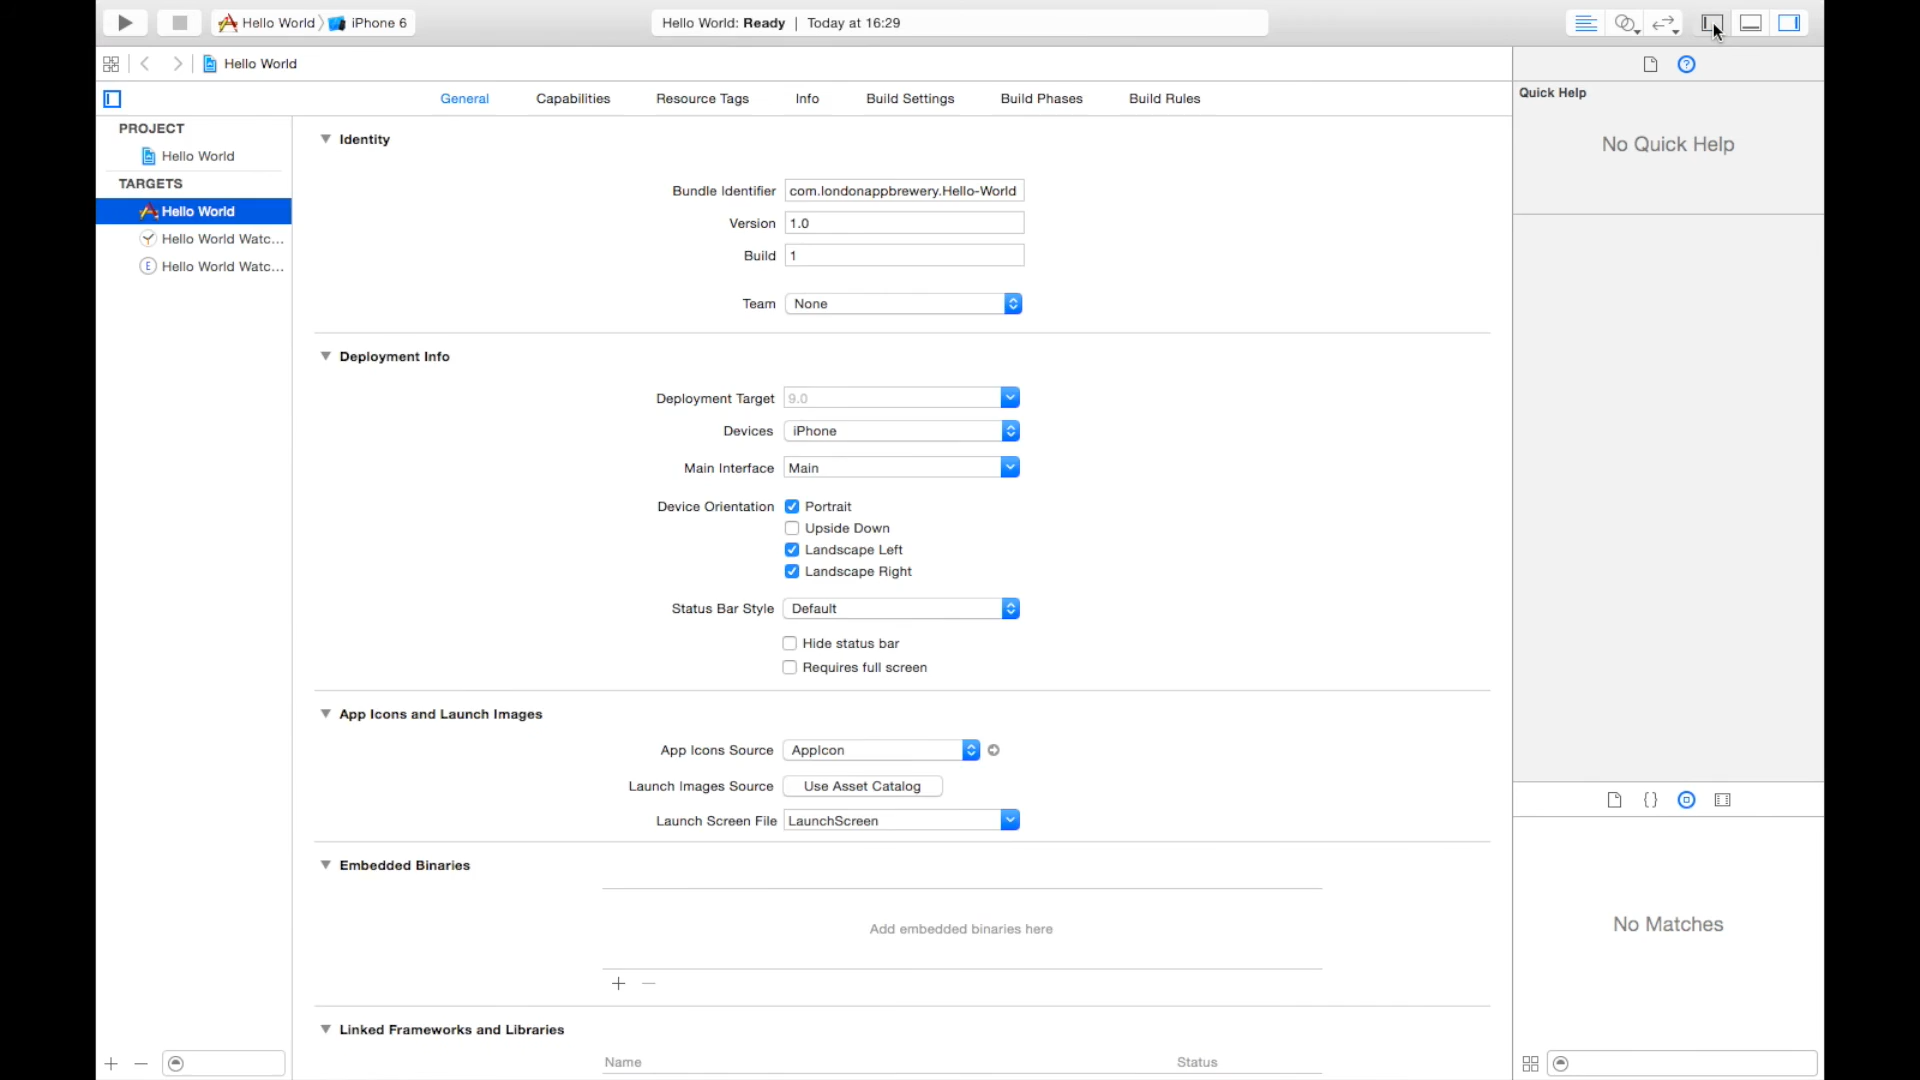 Hello World
iPhone 6
Hello World: Ready | Today at 16:29
Hello World
General
Capabilities
Resource Tags
Info
Build Settings
Build Phases
Build Rules
PROJECT
Hello World
TARGETS
Hello World
Hello World Watc...
E Hello World Watc...
Identity
Bundle Identifier com.londonappbrewery.Hello-World
Version 1.0
Build 1
Team None
Deployment Info
Deployment Target 9.0
Devices iPhone
Main Interface Main
Device Orientation Portrait
Upside Down
Landscape Left
Landscape Right
Status Bar Style Default
Hide status bar
Requires full screen
App Icons and Launch Images
App Icons Source AppIcon
Launch Images Source Use Asset Catalog
Launch Screen File LaunchScreen
Embedded Binaries
Add embedded binaries here
Linked Frameworks and Libraries
Name Status
Quick Help
No Quick Help
{}
No Matches